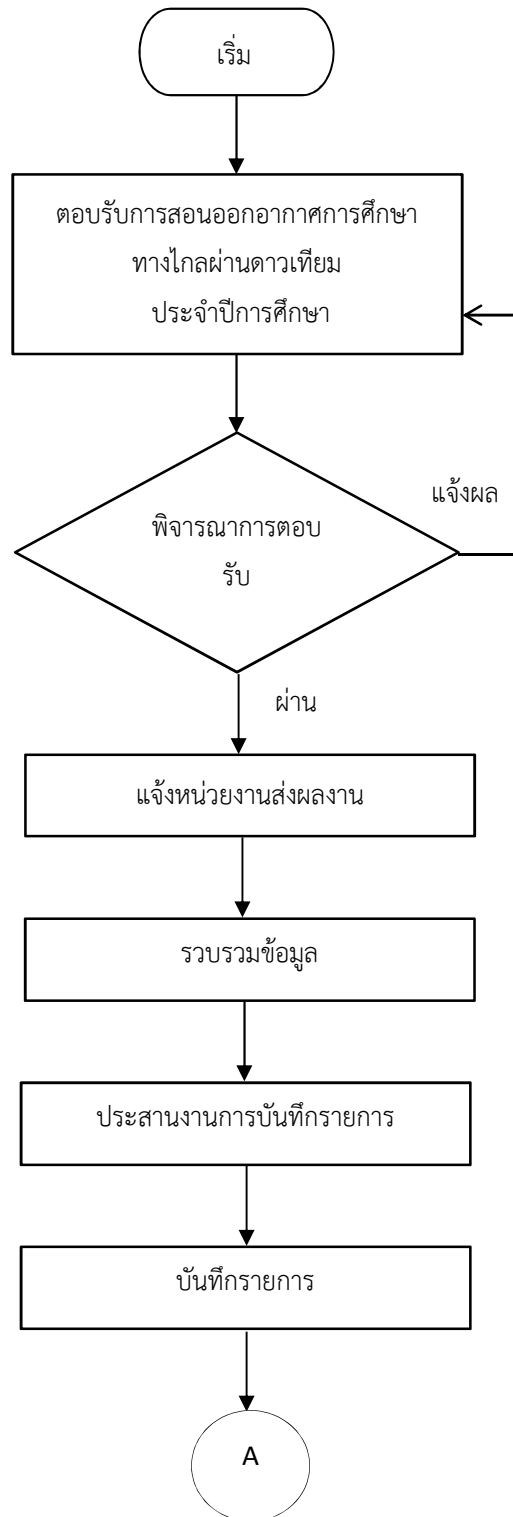 เริ่ม
ตอบรับการสอนออกอากาศการศึกษา
ทางไกลผ่านดาวเทียม
ประจำปีการศึกษา
แจ้งผล
พิจารณาการตอบ
รับ
ผ่าน
แจ้งหน่วยงานส่งผลงาน
รวบรวมข้อมูล
ประสานงานการบันทึกรายการ
บันทึกรายการ
A